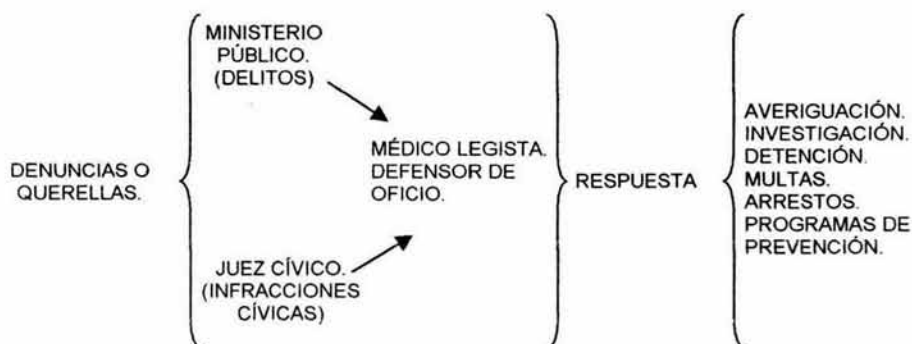 DENUNCIAS O
QUERELLAS.
MINISTERIO
PÚBLICO.
(DELITOS)
MÉDICO LEGISTA.
DEFENSOR DE
OFICIO.
JUEZ CÍVICO.
(INFRACCIONES
CÍVICAS)
RESPUESTA
AVERIGUACIÓN.
INVESTIGACIÓN.
DETENCIÓN.
MULTAS.
ARRESTOS.
PROGRAMAS DE
PREVENCIÓN.